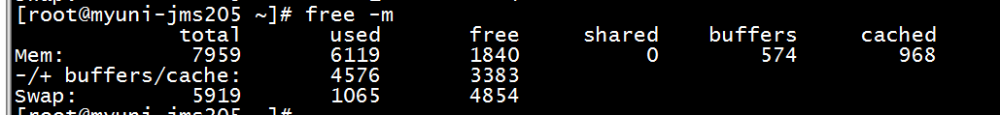 [root@myuni-jms205 ~]# free -m
total used free shared buffers cached
Mem: 7959 6119 1840 0 574 968
-/+ buffers/cache: 4576 3383
Swap: 5919 1065 4854
[root@myuni-jms205 ~]#